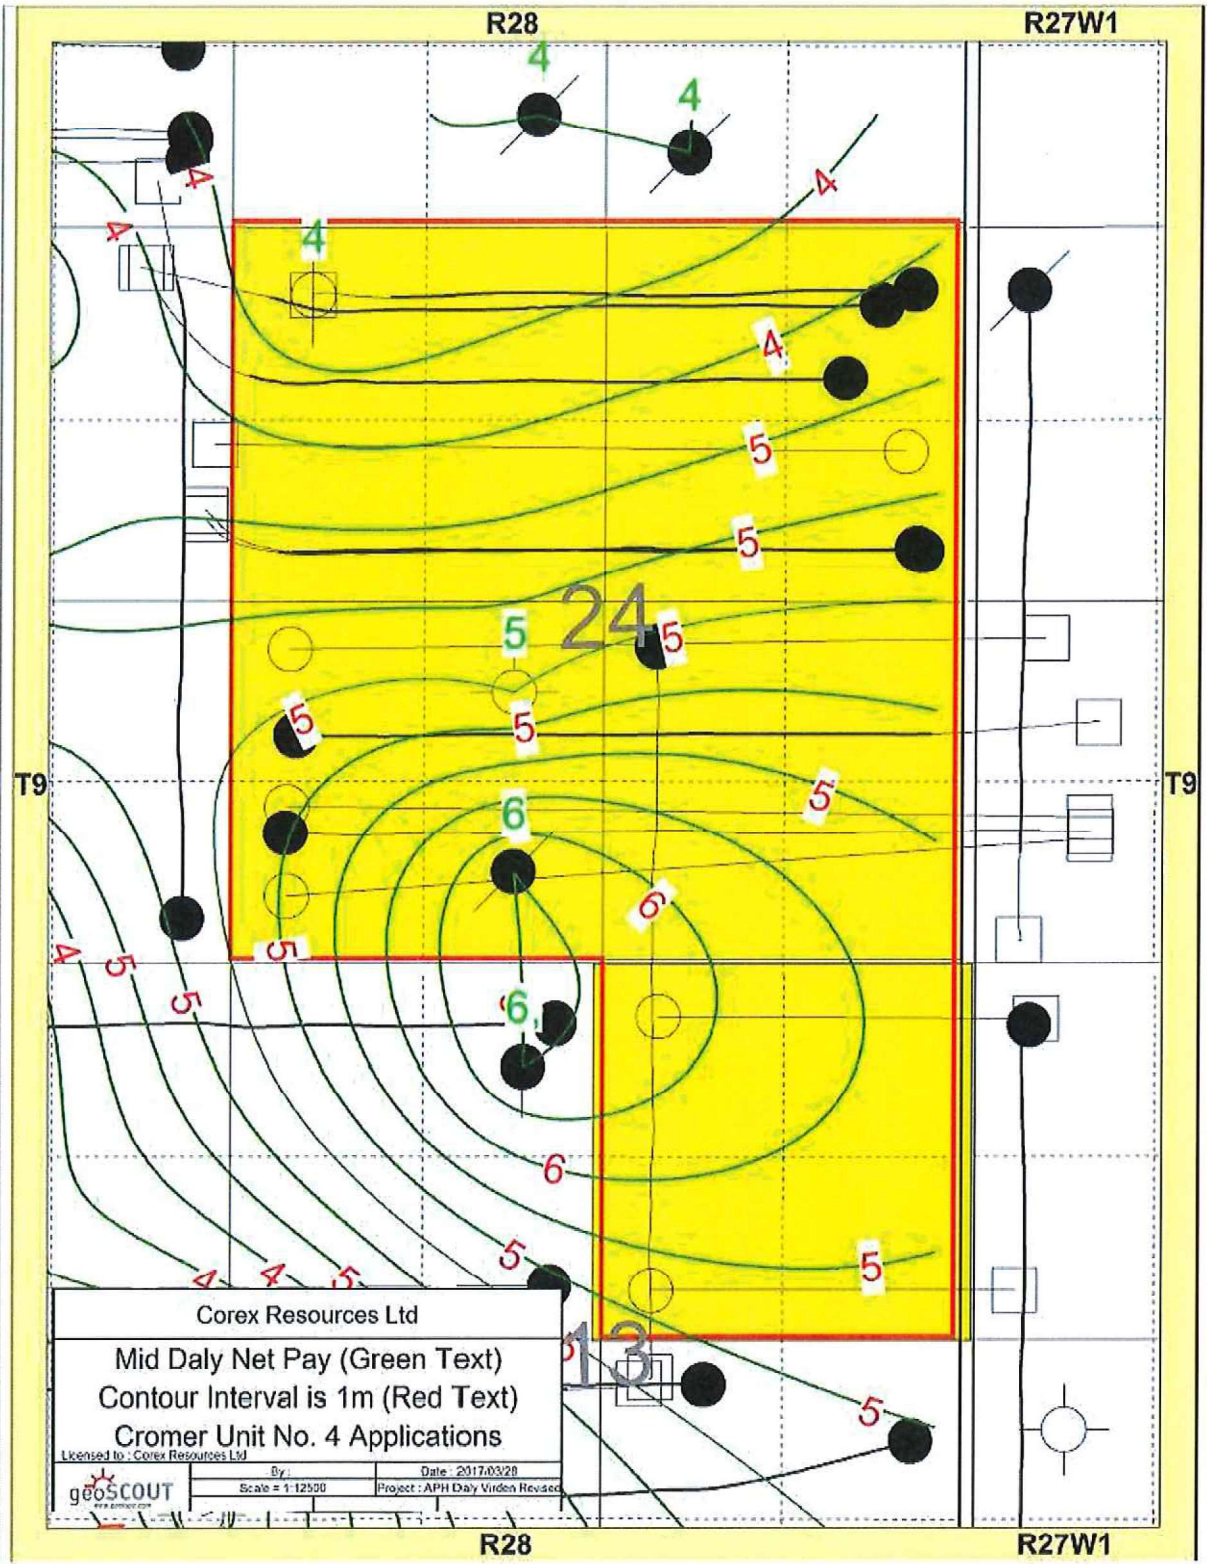 R28 R27W1
4
4
4
4
4
4
4
5
5
24
5
5
5
5
T9
5
6
T9
6
5
4
5
5
6
6
5
5
4
4
5
13
5
Corex Resources Ltd
Mid Daly Net Pay (Green Text)
Contour Interval is 1m (Red Text)
Cromer Unit No. 4 Applications
Licensed to : Corex Resources Ltd
geoSCOUT
By : Date : 2017/03/28
Scale = 1:12500 Project : APH Daly Virden Revised
R28 R27W1